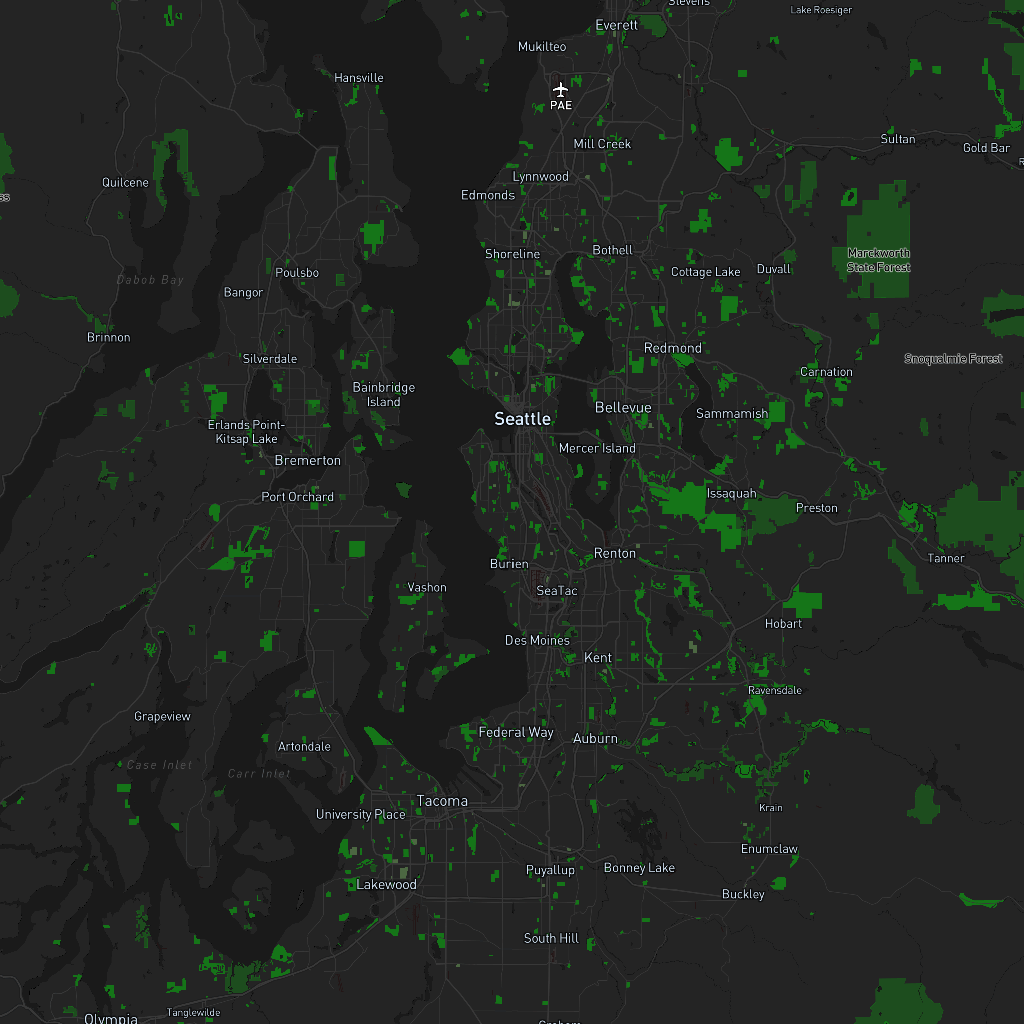 Stevens
Lake Roesiger
Everett
Mukilteo
Hansville
PAE
Sultan
Mill Creek
Gold Bar
Lynnwood
Quilcene
Edmonds
ss
Shoreline
Bothell
Marckworth
State Forest
Cottage Lake
Duvall
Poulsbo
Dabob Bay
Bangor
Brinnon
Redmond
Silverdale
Snoqualmie Forest
Carnation
Bainbridge
Island
Bellevue
Sammamish
Seattle
Erlands Point-
Kitsap Lake
Mercer Island
Bremerton
Issaquah
Port Orchard
Preston
Renton
Tanner
Burien
Vashon
SeaTac
Hobart
Des Moines
Kent
Ravensdale
Grapeview
Federal Way
Auburn
Artondale
Case Inlet
Carr Inlet
Tacoma
Krain
University Place
Enumclaw
Puyallup
Bonney Lake
Lakewood
Buckley
South Hill
Tanglewilde
Olympia